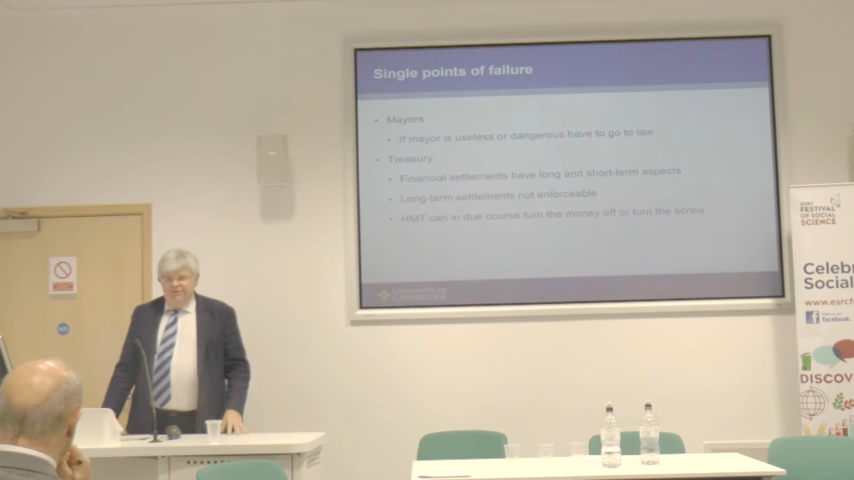 Single points of failure
• Mayors
• If mayor is useless or dangerous have to go to law
• Treasury
• Financial settlements have long and short-term aspects
• Long-term settlements not enforceable
• HMT can in due course turn the money off or turn the screw
UNIVERSITY OF
CAMBRIDGE
ESRC
FESTIVAL
OF SOCIAL
SCIENCE
Celebr
Social
www.esrcfe
facebook
DISCOV